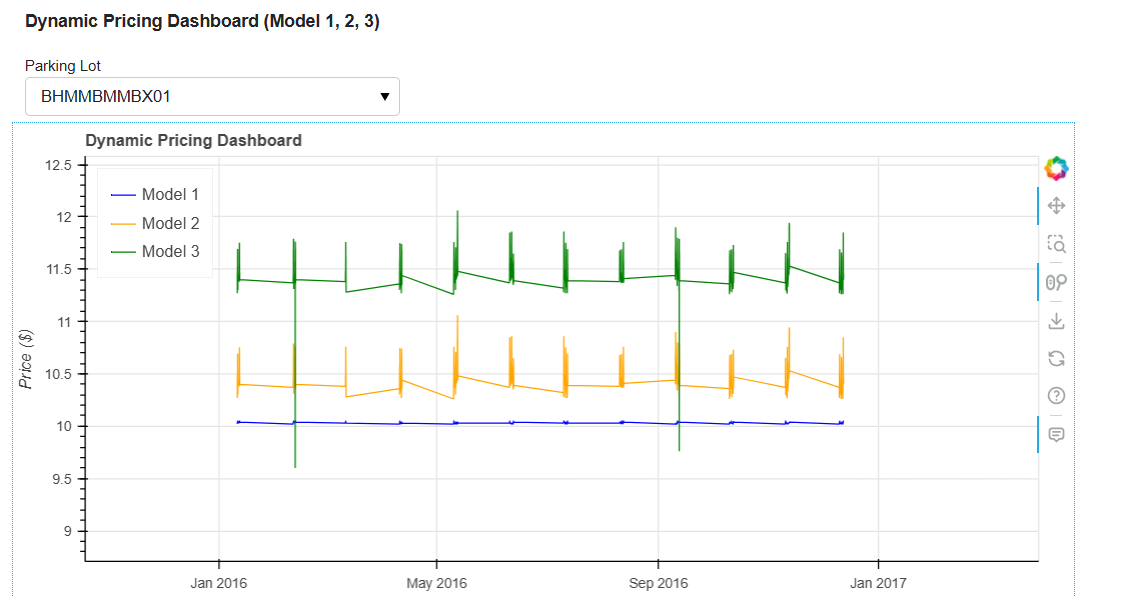 Dynamic Pricing Dashboard (Model 1, 2, 3)
Parking Lot
BHMMBMMBX01
Dynamic Pricing Dashboard
12.5
12
11.5
11
10.5
10
9.5
9
Price ($)
Model 1
Model 2
Model 3
Jan 2016
May 2016
Sep 2016
Jan 2017